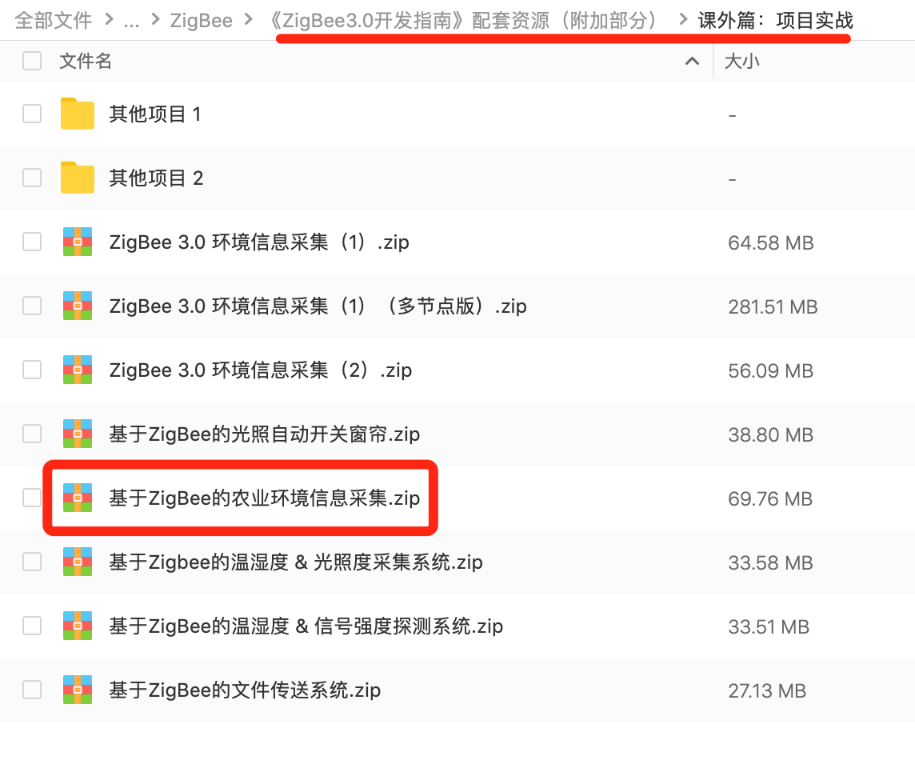 全部文件 > ... > ZigBee > 《ZigBee3.0开发指南》配套资源（附加部分） > 课外篇：项目实战
文件名 大小
其他项目 1 -
其他项目 2 -
ZigBee 3.0 环境信息采集（1）.zip 64.58 MB
ZigBee 3.0 环境信息采集（1）（多节点版）.zip 281.51 MB
ZigBee 3.0 环境信息采集（2）.zip 56.09 MB
基于ZigBee的光照自动开关窗帘.zip 38.80 MB
基于ZigBee的农业环境信息采集.zip 69.76 MB
基于Zigbee的温湿度 & 光照度采集系统.zip 33.58 MB
基于ZigBee的温湿度 & 信号强度探测系统.zip 33.51 MB
基于ZigBee的文件传送系统.zip 27.13 MB